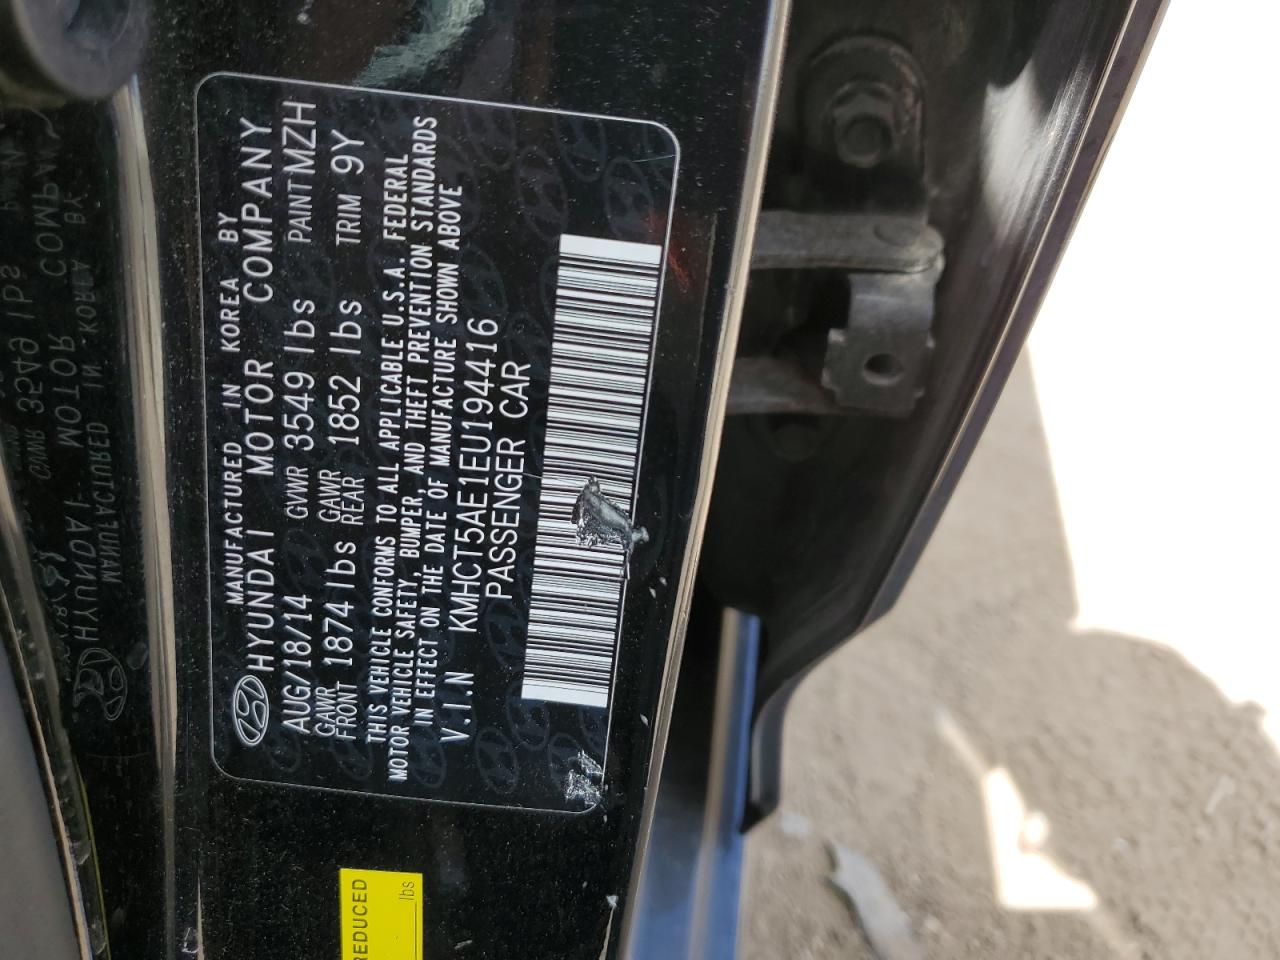 MANUFACTURED IN KOREA BY
HYUNDAI MOTOR COMPANY
AUG/18/14 GVWR 3549 lbs PAINT MZH
GAWR FRONT 1874 lbs GAWR REAR 1852 lbs TRIM 9Y
THIS VEHICLE CONFORMS TO ALL APPLICABLE U.S.A. FEDERAL
MOTOR VEHICLE SAFETY, BUMPER, AND THEFT PREVENTION STANDARDS
IN EFFECT ON THE DATE OF MANUFACTURE SHOWN ABOVE
V.I.N KMHCT5AE1EU194416
PASSENGER CAR
REDUCED
lbs